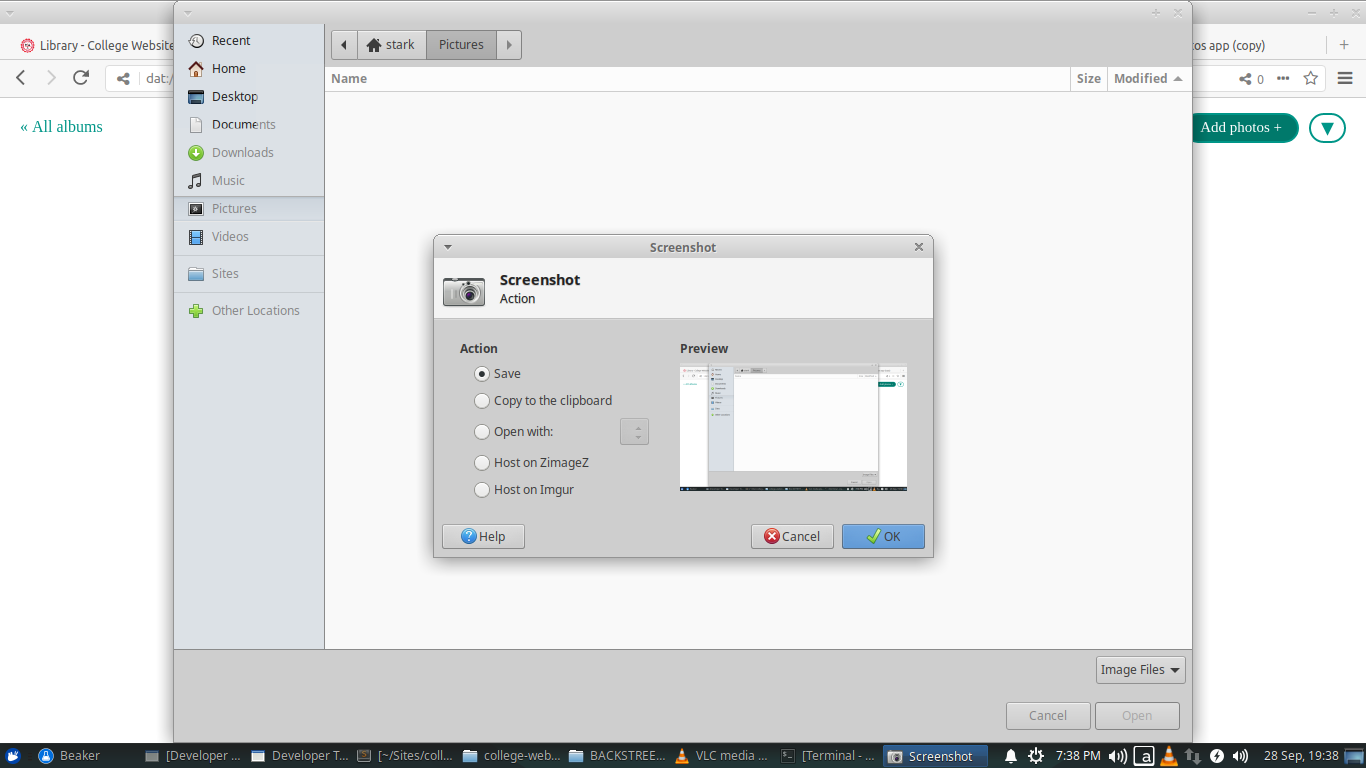 Library - College Website
os app (copy)
dat:/
0
« All albums
Add photos +
Recent
Home
Desktop
Documents
Downloads
Music
Pictures
Videos
Sites
Other Locations
stark
Pictures
Name
Size
Modified
Screenshot
Screenshot
Action
Action
Save
Copy to the clipboard
Open with:
Host on ZimageZ
Host on Imgur
Preview
Help
Cancel
OK
Image Files
Cancel
Open
Beaker
[Developer ...
Developer T...
[~/Sites/coll...
college-web...
BACKSTREE...
VLC media ...
[Terminal - ...
Screenshot
7:38 PM
a
28 Sep, 19:38